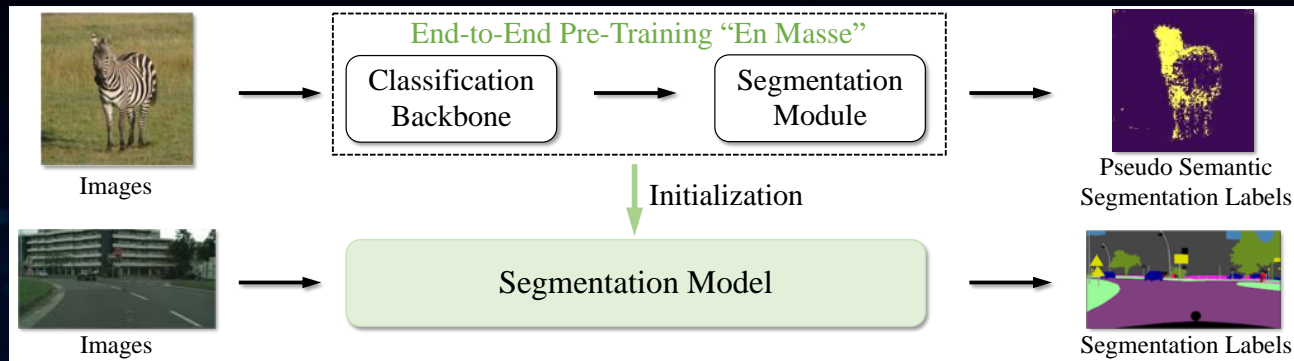 End-to-End Pre-Training “En Masse”
Classification
Backbone
Segmentation
Module
Images
Pseudo Semantic
Segmentation Labels
Initialization
Segmentation Model
Images
Segmentation Labels